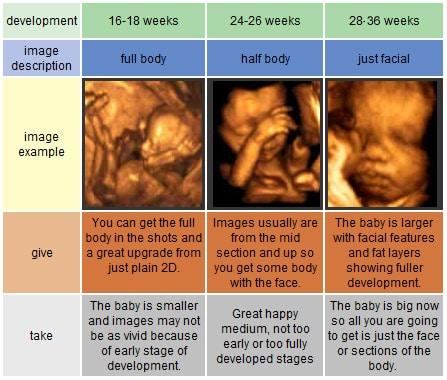 development 16-18 weeks 24-26 weeks 28-36 weeks
image
description
full body half body just facial
image
example
give
You can get the full
body in the shots and
a great upgrade from
just plain 2D.
Images usually are
from the mid
section and up so
you get some body
with the face.
The baby is larger
with facial features
and fat layers
showing fuller
development.
take
The baby is smaller
and images may not
be as vivid because
of early stage of
development.
Great happy
medium, not too
early or too fully
developed stages
The baby is big now
so all you are going
to get is just the face
or sections of the
body.